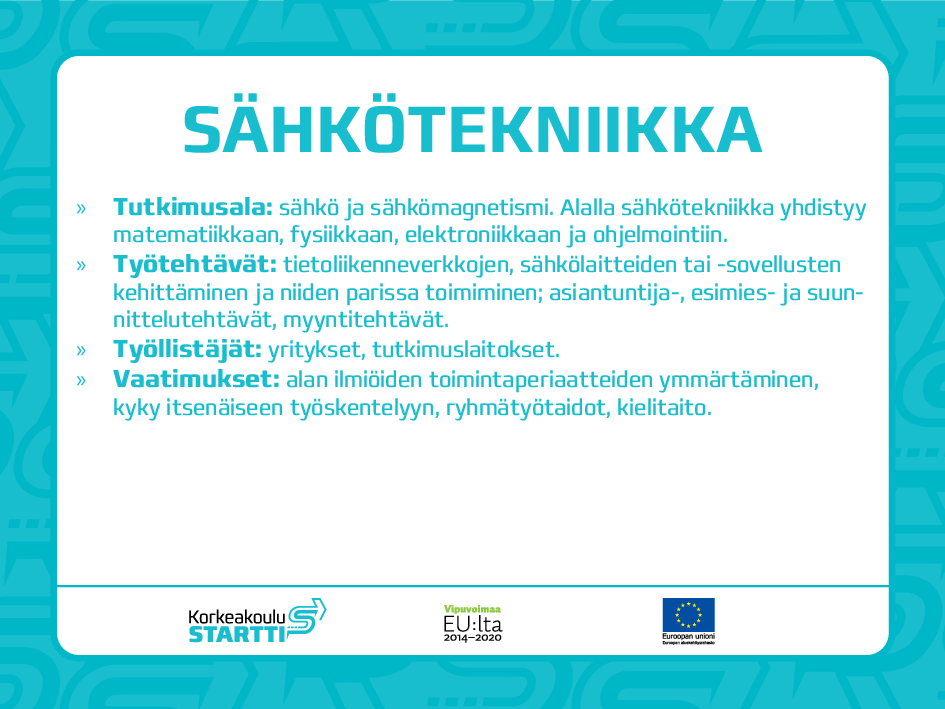 SÄHKÖTEKNIIKKA
» Tutkimusala: sähkö ja sähkömagnetismi. Alalla sähkötekniikka yhdistyy
matematiikkaan, fysiikkaan, elektroniikkaan ja ohjelmointiin.
» Työtehtävät: tietoliikenneverkkojen, sähkölaitteiden tai -sovellusten
kehittäminen ja niiden parissa toimiminen; asiantuntija-, esimies- ja suun-
nittelutehtävät, myyntitehtävät.
» Työllistäjät: yritykset, tutkimuslaitokset.
» Vaatimukset: alan ilmiöiden toimintaperiaatteiden ymmärtäminen,
kyky itsenäiseen työskentelyyn, ryhmätyötaidot, kielitaito.
Korkeakoulu
STARTTI
Vipuvoimaa
EU:lta
2014–2020
Euroopan unioni
Euroopan aluekehitysrahasto